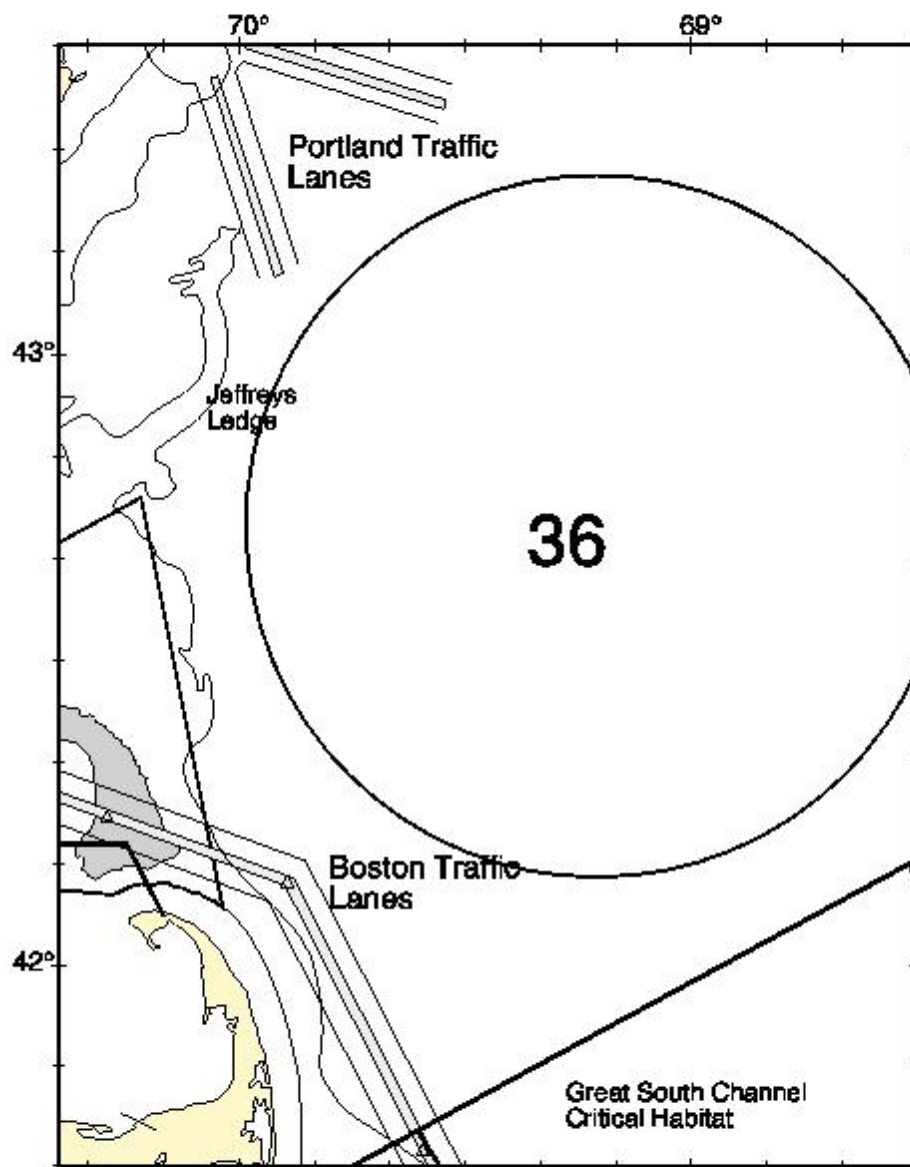 70°
69°
Portland Traffic
Lanes
43°
Jeffreys
Ledge
36
Boston Traffic
Lanes
42°
Great South Channel
Critical Habitat